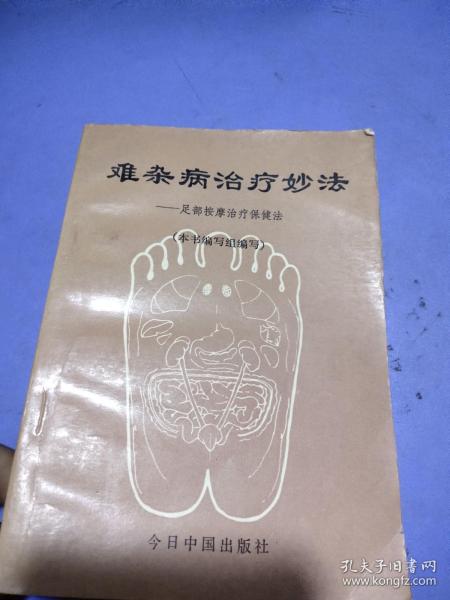 难杂病治疗妙法
——足部按摩治疗保健法
(本书编写组编写)
今日中国出版社
孔夫子旧书网
www.kongfz.com